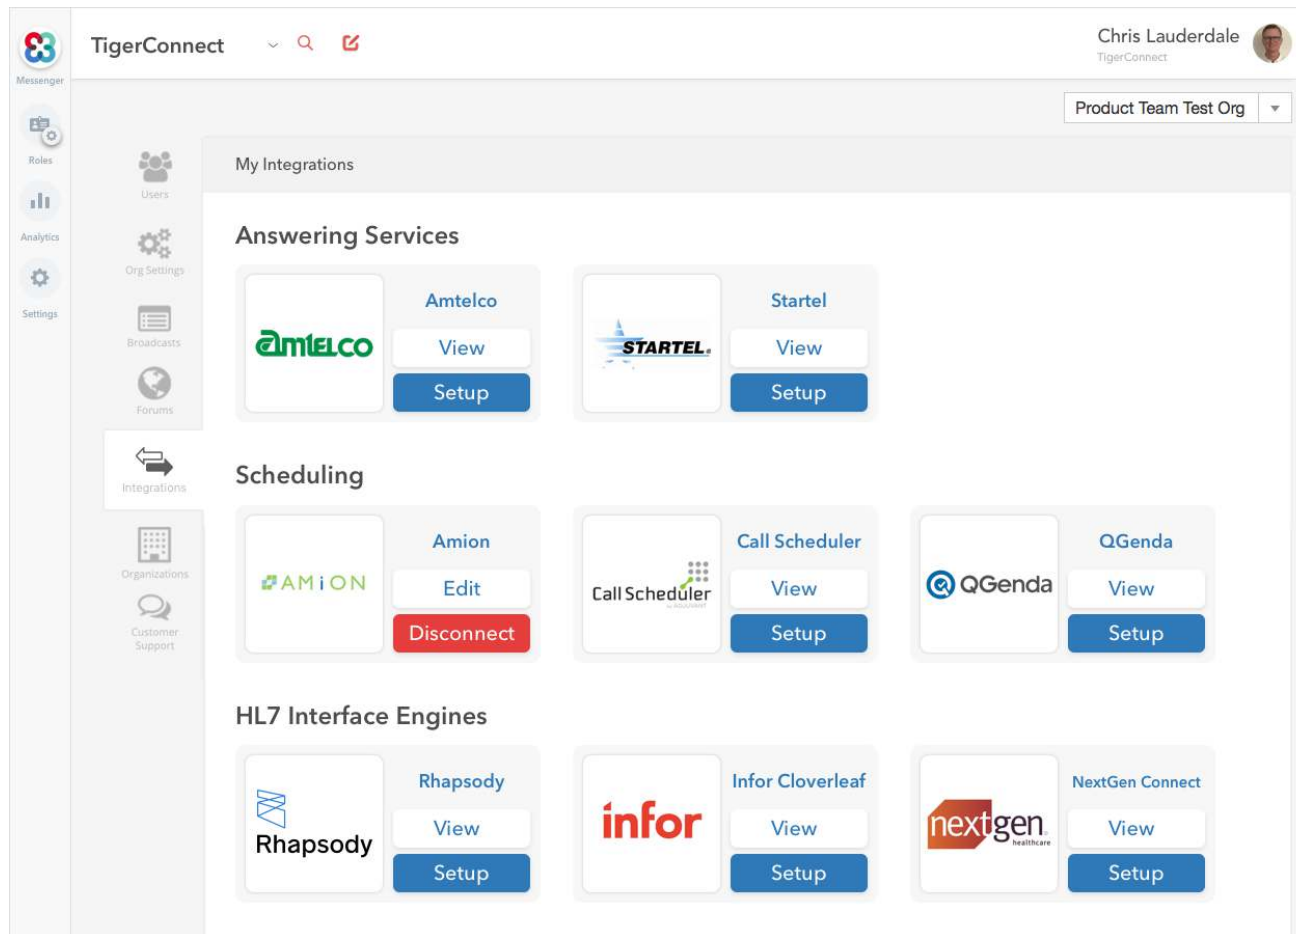 TigerConnect
Chris Lauderdale
TigerConnect
Messenger
Product Team Test Org
Roles
Analytics
Settings
Users
Org Settings
Broadcasts
Forums
Integrations
Organizations
Customer
Support
My Integrations
Answering Services
amtelco
Amtelco
View
Setup
STARTEL
Startel
View
Setup
Scheduling
AMiON
Amion
Edit
Disconnect
Call Scheduler
Call Scheduler
View
Setup
QGenda
QGenda
View
Setup
HL7 Interface Engines
Rhapsody
Rhapsody
View
Setup
infor
Infor Cloverleaf
View
Setup
nextgen
healthcare
NextGen Connect
View
Setup